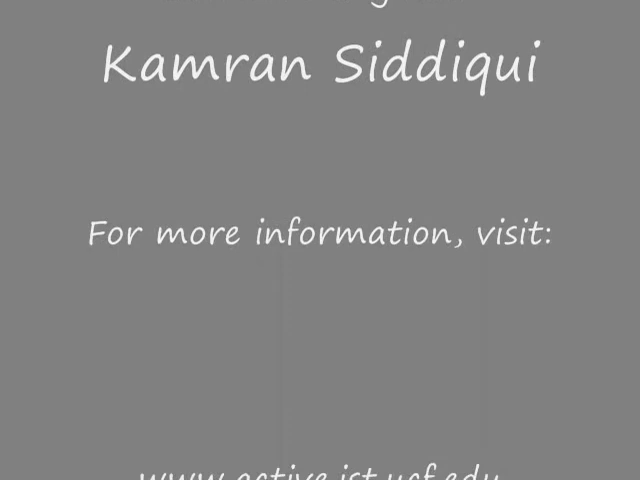 Kamran Siddiqui
For more information, visit:
www.active.ist.ucf.edu